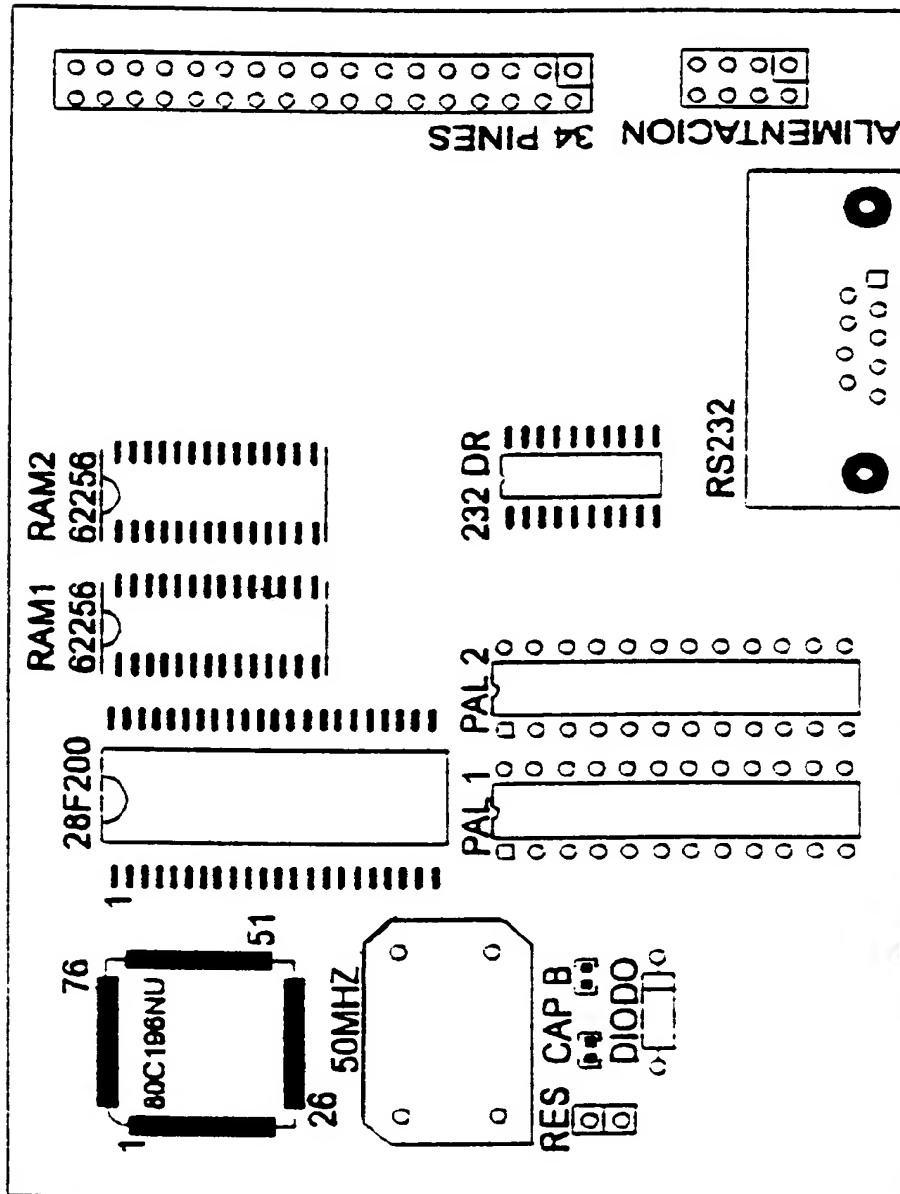 34 PINES
ALIMENTACION
RAM2
62256
RAM1
62256
232 DR
RS232
28F200
1
PAL 2
PAL 1
76
51
80C196NU
1
26
50MHZ
RES
CAP B
DIODO